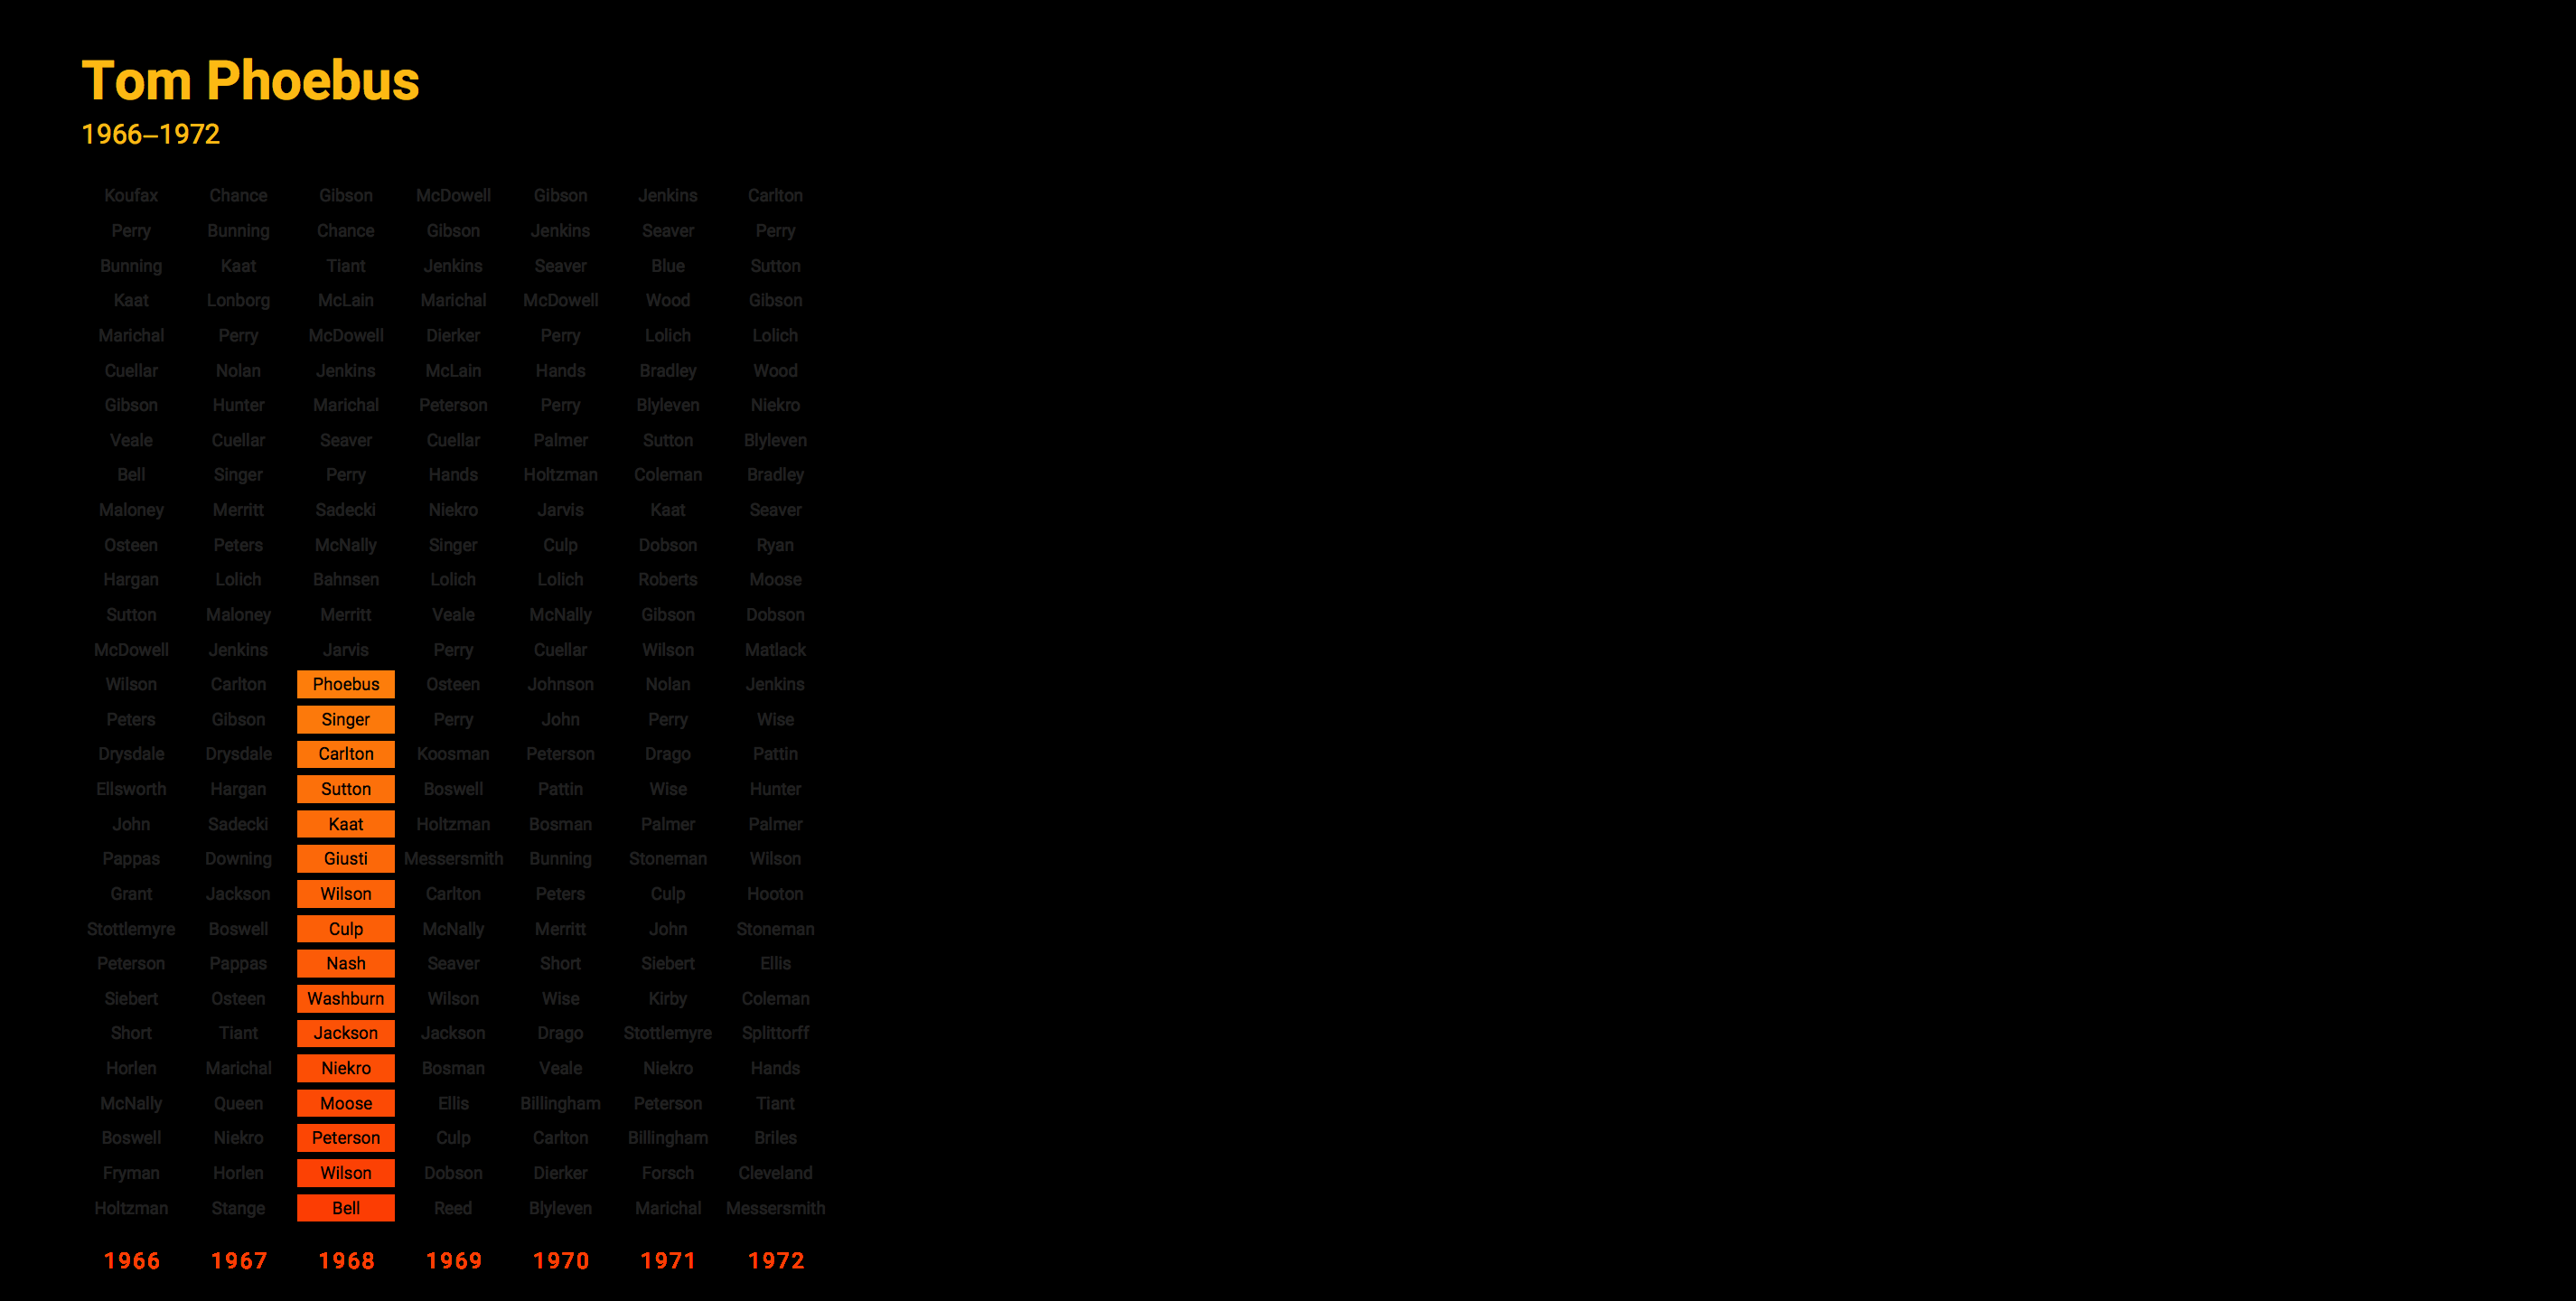 Tom Phoebus
1966–1972
Koufax Chance Gibson McDowell Gibson Jenkins Carlton
Perry Bunning Chance Gibson Jenkins Seaver Perry
Bunning Kaat Tiant Jenkins Seaver Blue Sutton
Kaat Lonborg McLain Marichal McDowell Wood Gibson
Marichal Perry McDowell Dierker Perry Lolich Lolich
Cuellar Nolan Jenkins McLain Hands Bradley Wood
Gibson Hunter Marichal Peterson Perry Blyleven Niekro
Veale Cuellar Seaver Cuellar Palmer Sutton Blyleven
Bell Singer Perry Hands Holtzman Coleman Bradley
Maloney Merritt Sadecki Niekro Jarvis Kaat Seaver
Osteen Peters McNally Singer Culp Dobson Ryan
Hargan Lolich Bahnsen Lolich Lolich Roberts Moose
Sutton Maloney Merritt Veale McNally Gibson Dobson
McDowell Jenkins Jarvis Perry Cuellar Wilson Matlack
Wilson Carlton Phoebus Osteen Johnson Nolan Jenkins
Peters Gibson Singer Perry John Perry Wise
Drysdale Drysdale Carlton Koosman Peterson Drago Pattin
Ellsworth Hargan Sutton Boswell Pattin Wise Hunter
John Sadecki Kaat Holtzman Bosman Palmer Palmer
Pappas Downing Giusti Messersmith Bunning Stoneman Wilson
Grant Jackson Wilson Carlton Peters Culp Hooton
Stottlemyre Boswell Culp McNally Merritt John Stoneman
Peterson Pappas Nash Seaver Short Siebert Ellis
Siebert Osteen Washburn Wilson Wise Kirby Coleman
Short Tiant Jackson Jackson Drago Stottlemyre Splittorff
Horlen Marichal Niekro Bosman Veale Niekro Hands
McNally Queen Moose Ellis Billingham Peterson Tiant
Boswell Niekro Peterson Culp Carlton Billingham Briles
Fryman Horlen Wilson Dobson Dierker Forsch Cleveland
Holtzman Stange Bell Reed Blyleven Marichal Messersmith
1966 1967 1968 1969 1970 1971 1972